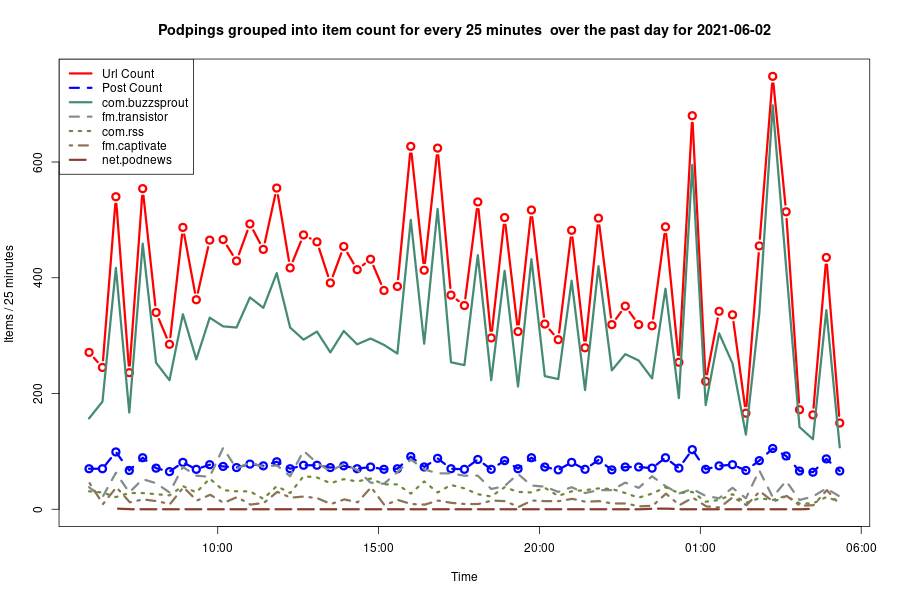 Podpings grouped into item count for every 25 minutes  over the past day for 2021-06-02
Url Count
Post Count
com.buzzsprout
fm.transistor
com.rss
fm.captivate
net.podnews
Items / 25 minutes
600
400
200
0
10:00 15:00 20:00 01:00 06:00
Time